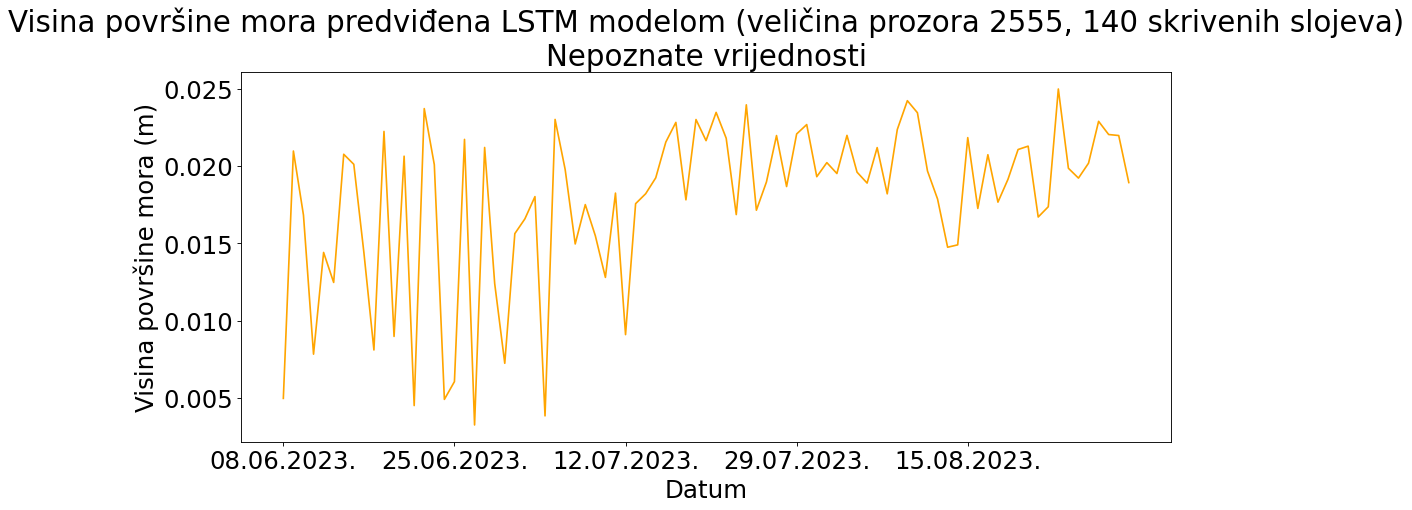 Visina površine mora predviđena LSTM modelom (veličina prozora 2555, 140 skrivenih slojeva)
Nepoznate vrijednosti
Visina površine mora (m)
0.025
0.020
0.015
0.010
0.005
08.06.2023. 25.06.2023. 12.07.2023. 29.07.2023. 15.08.2023.
Datum